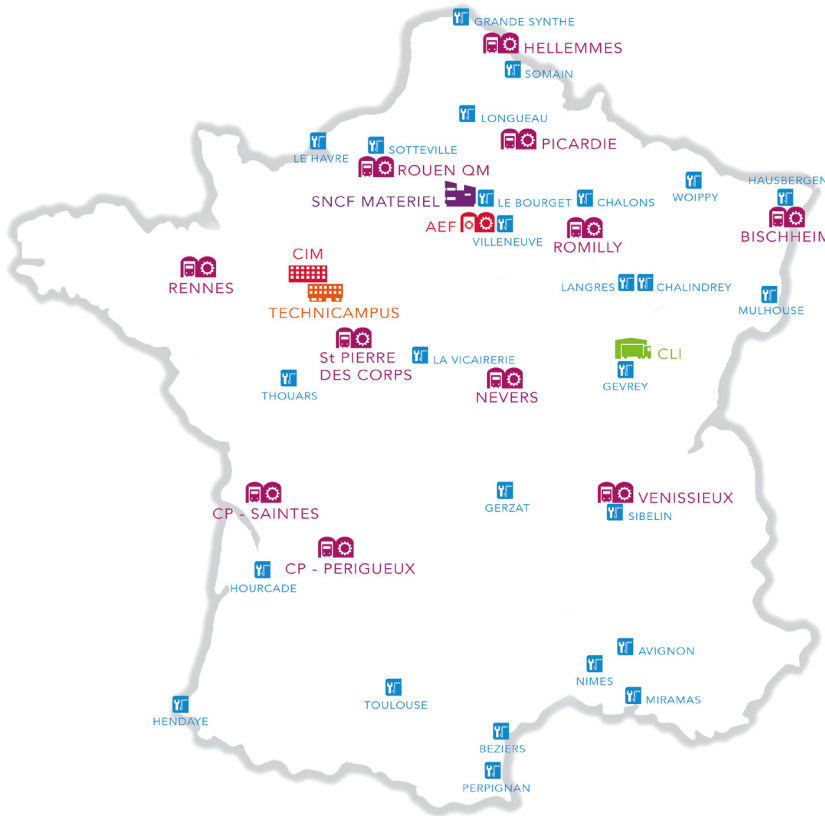 GRANDE SYNTHE
HELLEMMES
SOMAIN
LONGUEAU
PICARDIE
LE HAVRE
SOTTEVILLE
ROUEN QM
SNCF MATERIEL
LE BOURGET
CHALONS
WOIPPY
HAUSBERGEN
BISCHHEIM
AEF
VILLENEUVE
ROMILLY
RENNES
CIM
TECHNICAMPUS
LANGRES
CHALINDREY
MULHOUSE
St PIERRE
DES CORPS
LA VICAIRERIE
THOUARS
NEVERS
CLI
GEVREY
CP - SAINTES
GERZAT
VENISSIEUX
SIBELIN
CP - PERIGUEUX
HOURCADE
AVIGNON
NIMES
MIRAMAS
TOULOUSE
HENDAYE
BEZIERS
PERPIGNAN